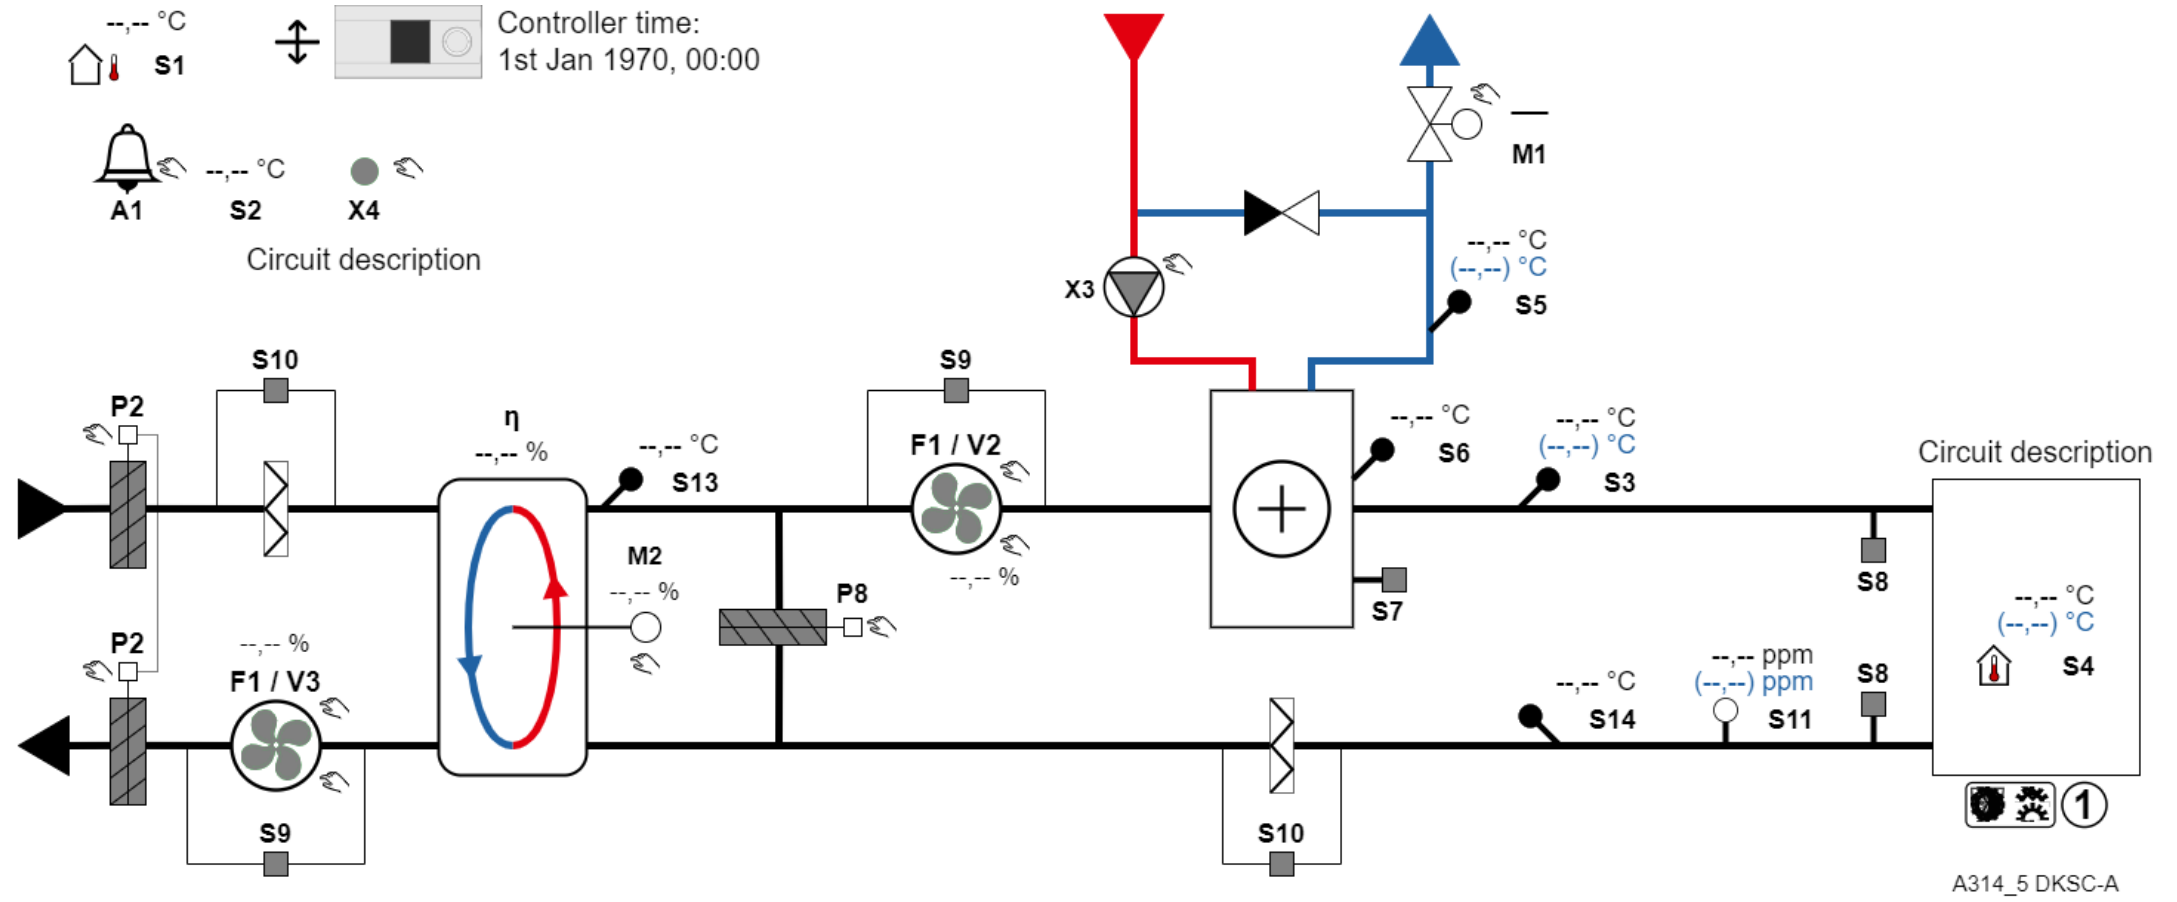 --,-- °C
S1
Controller time:
1st Jan 1970, 00:00
A1
--,-- °C
S2
X4
Circuit description
M1
X3
--,-- °C
(--,--) °C
S5
S10
P2
η
--,-- %
--,-- °C
S13
S9
F1 / V2
--,-- %
--,-- °C
S6
--,-- °C
(--,--) °C
S3
Circuit description
M2
--,-- %
P8
S7
S8
--,-- °C
(--,--) °C
S4
P2
--,-- %
F1 / V3
S9
S10
--,-- °C
S14
--,-- ppm
(--,--) ppm
S11
S8
1
A314_5 DKSC-A